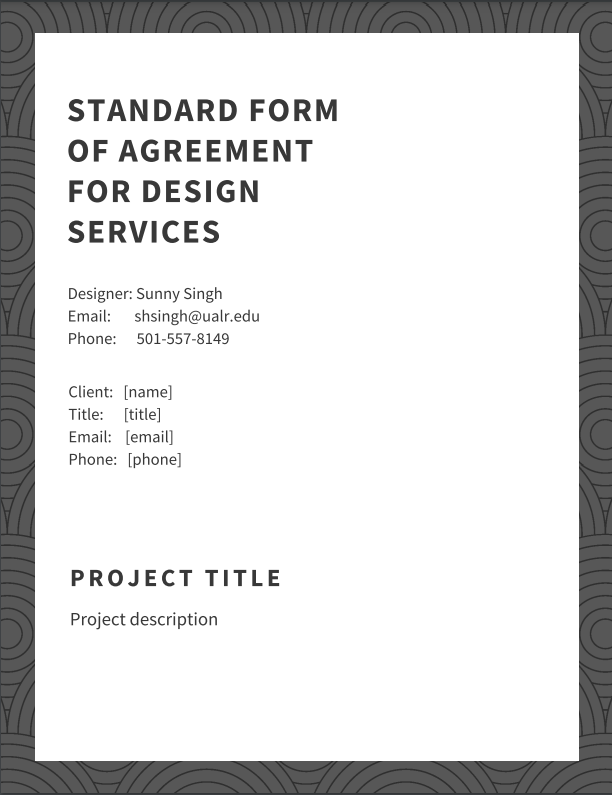 STANDARD FORM
OF AGREEMENT
FOR DESIGN
SERVICES
Designer: Sunny Singh
Email: shsingh@ualr.edu
Phone: 501-557-8149
Client: [name]
Title: [title]
Email: [email]
Phone: [phone]
PROJECT TITLE
Project description